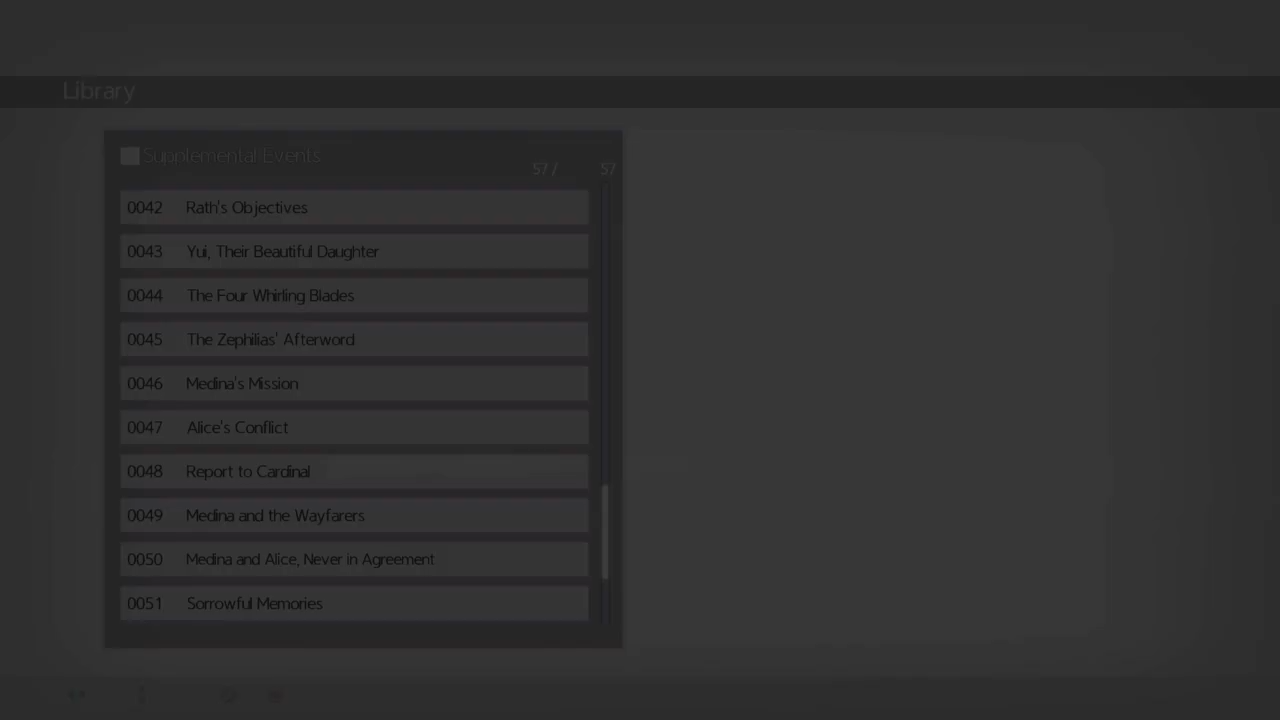 Library
Supplemental Events
57 / 57
0042 Rath's Objectives
0043 Yui, Their Beautiful Daughter
0044 The Four Whirling Blades
0045 The Zephilias' Afterword
0046 Medina's Mission
0047 Alice's Conflict
0048 Report to Cardinal
0049 Medina and the Wayfarers
0050 Medina and Alice, Never in Agreement
0051 Sorrowful Memories